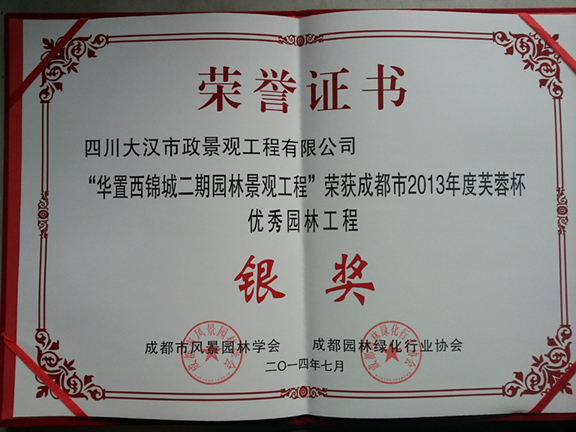 荣誉证书
四川大汉市政景观工程有限公司
“华置西锦城二期园林景观工程”荣获成都市2013年度芙蓉杯
优秀园林工程
银奖
成都市风景园林学会 成都园林绿化行业协会
二〇一四年七月